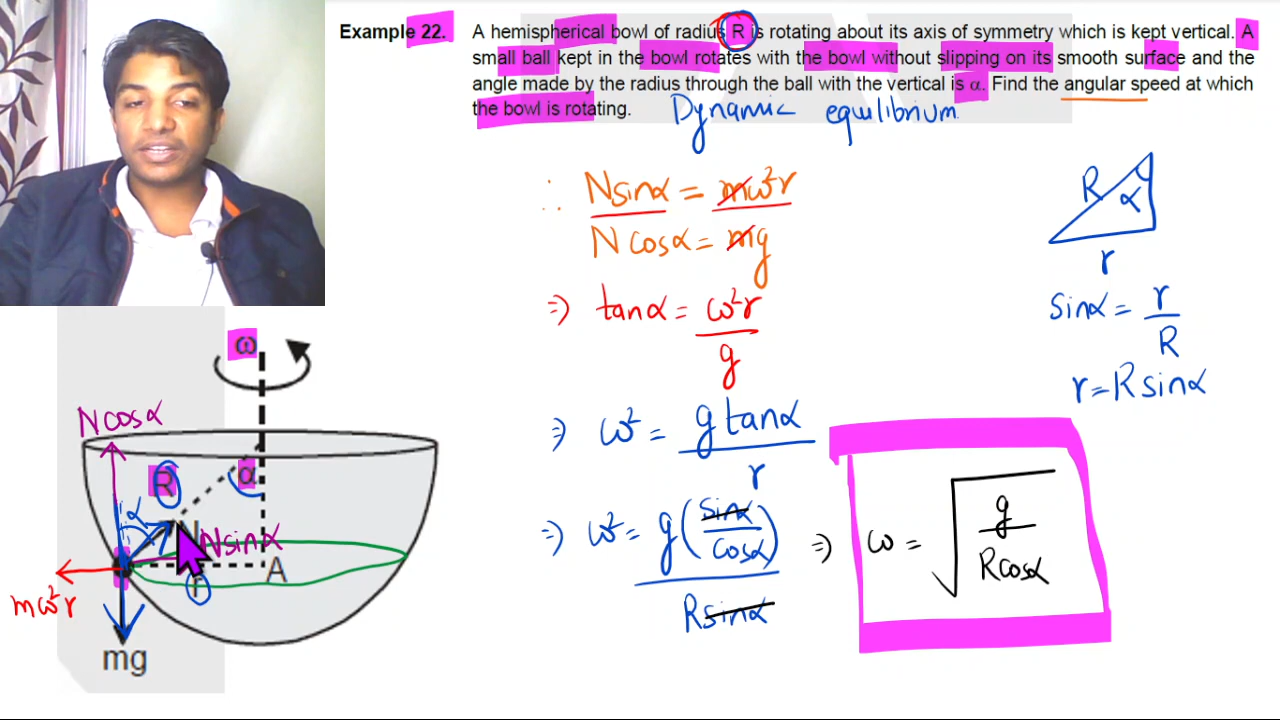 Example 22. A hemispherical bowl of radius R is rotating about its axis of symmetry which is kept vertical. A
small ball kept in the bowl rotates with the bowl without slipping on its smooth surface and the
angle made by the radius through the ball with the vertical is α. Find the angular speed at which
the bowl is rotating.
Dynamic equilibrium
∴ Nsinα = mω²r
N cosα = mg
⇒ tanα = ω²r / g
⇒ ω² = g tanα / r
⇒ ω² = g(sinα / cosα) / Rsinα
⇒ ω = √(g / Rcosα)
R
α
r
sinα = r / R
r = R sinα
ω
N cosα
R
α
α
N
N sinα
A
r
mω²r
mg